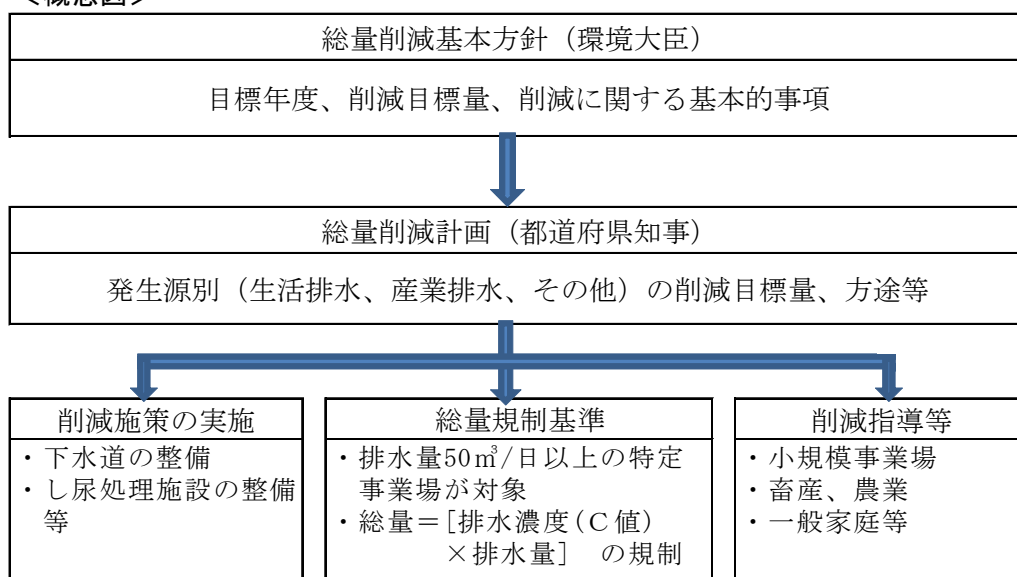 ＜概念図＞
総量削減基本方針（環境大臣）
目標年度、削減目標量、削減に関する基本的事項
総量削減計画（都道府県知事）
発生源別（生活排水、産業排水、その他）の削減目標量、方途等
削減施策の実施
・下水道の整備
・し尿処理施設の整備
等
総量規制基準
・排水量50㎥/日以上の特定
事業場が対象
・総量＝[排水濃度(Ｃ値)
×排水量]　の規制
削減指導等
・小規模事業場
・畜産、農業
・一般家庭等